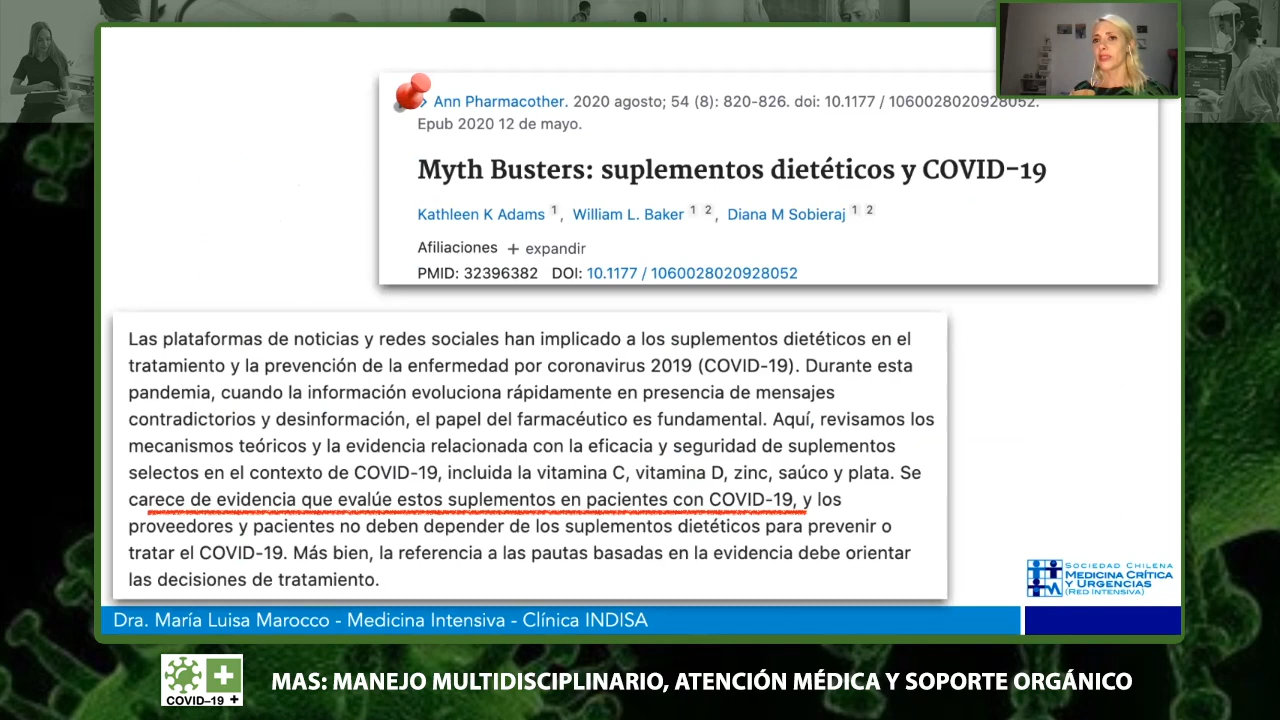 Ann Pharmacother. 2020 agosto; 54 (8): 820-826. doi: 10.1177 / 1060028020928052.
Epub 2020 12 de mayo.
Myth Busters: suplementos dietéticos y COVID-19
Kathleen K Adams 1, William L. Baker 1 2, Diana M Sobieraj 1 2
Afiliaciones + expandir
PMID: 32396382 DOI: 10.1177 / 1060028020928052
Las plataformas de noticias y redes sociales han implicado a los suplementos dietéticos en el
tratamiento y la prevención de la enfermedad por coronavirus 2019 (COVID-19). Durante esta
pandemia, cuando la información evoluciona rápidamente en presencia de mensajes
contradictorios y desinformación, el papel del farmacéutico es fundamental. Aquí, revisamos los
mecanismos teóricos y la evidencia relacionada con la eficacia y seguridad de suplementos
selectos en el contexto de COVID-19, incluida la vitamina C, vitamina D, zinc, saúco y plata. Se
carece de evidencia que evalúe estos suplementos en pacientes con COVID-19, y los
proveedores y pacientes no deben depender de los suplementos dietéticos para prevenir o
tratar el COVID-19. Más bien, la referencia a las pautas basadas en la evidencia debe orientar
las decisiones de tratamiento.
SOCIEDAD CHILENA
MEDICINA CRÍTICA
Y URGENCIAS
(RED INTENSIVA)
Dra. María Luisa Marocco - Medicina Intensiva - Clínica INDISA
COVID-19 +
MAS: MANEJO MULTIDISCIPLINARIO, ATENCIÓN MÉDICA Y SOPORTE ORGÁNICO